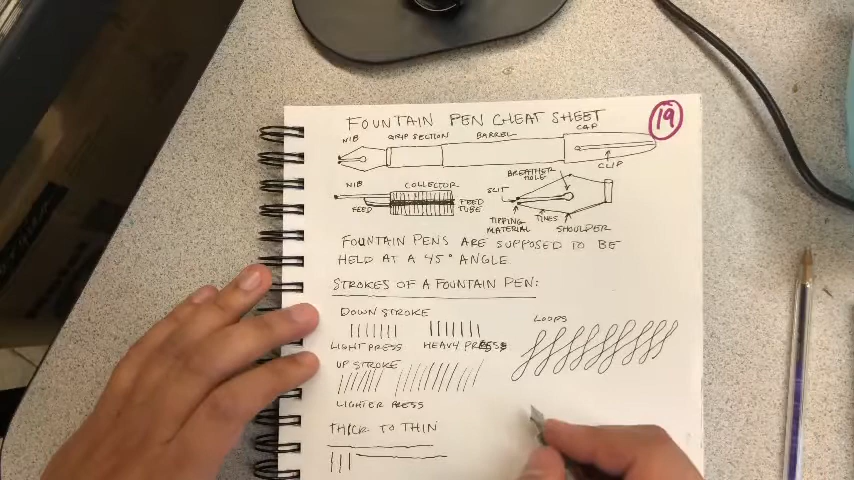 FOUNTAIN PEN CHEAT SHEET
19
NIB GRIP SECTION BARREL CAP
CLIP
NIB COLLECTOR
FEED FEED TUBE
BREATHER HOLE
SLIT
TIPPING MATERIAL TINES SHOULDER
FOUNTAIN PENS ARE SUPPOSED TO BE
HELD AT A 45° ANGLE
STROKES OF A FOUNTAIN PEN:
DOWN STROKE LOOPS
LIGHT PRESS HEAVY PRESS
UP STROKE
LIGHTER PRESS
THICK TO THIN